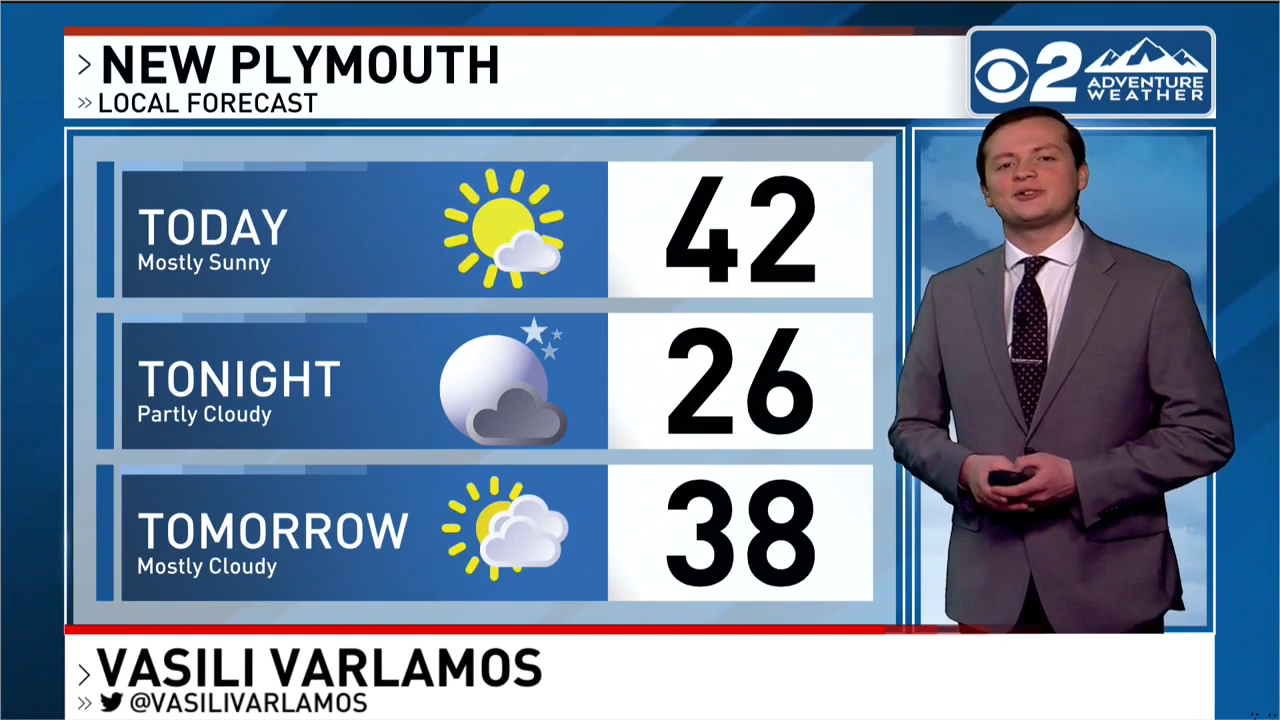 NEW PLYMOUTH
LOCAL FORECAST
2 ADVENTURE
WEATHER
TODAY
Mostly Sunny
42
TONIGHT
Partly Cloudy
26
TOMORROW
Mostly Cloudy
38
VASILI VARLAMOS
@VASILIVARLAMOS